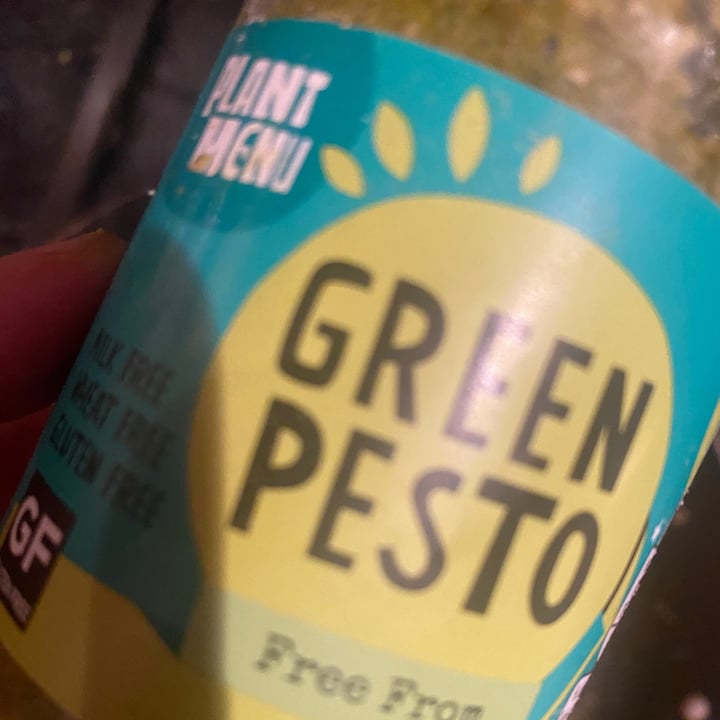 PLANT
MENU
GREEN
PESTO
MILK FREE
WHEAT FREE
GLUTEN FREE
GF
Free From